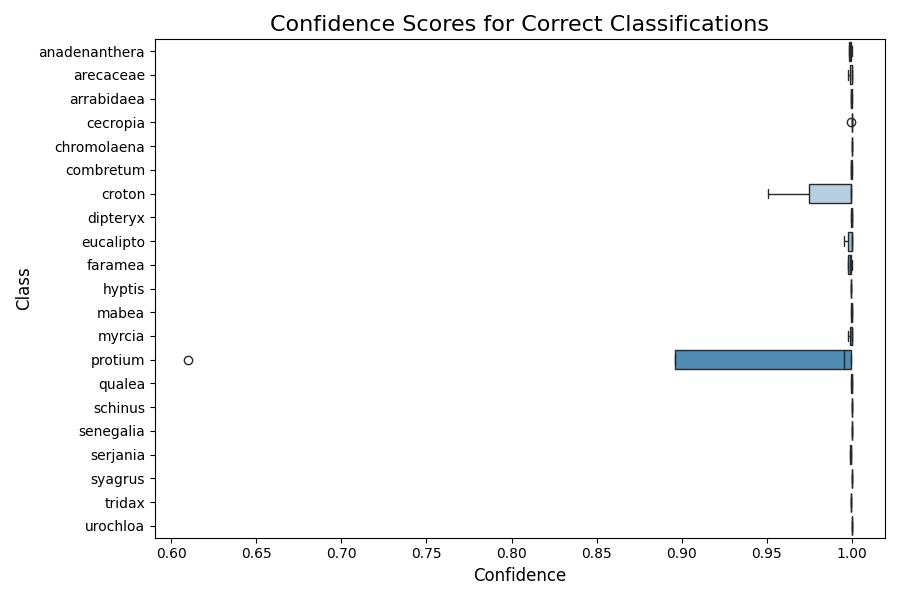 Confidence Scores for Correct Classifications
anadenanthera
arecaceae
arrabidaea
cecropia
chromolaena
combretum
croton
dipteryx
eucalipto
faramea
hyptis
mabea
myrcia
protium
qualea
schinus
senegalia
serjania
syagrus
tridax
urochloa
Class
0.60 0.65 0.70 0.75 0.80 0.85 0.90 0.95 1.00
Confidence